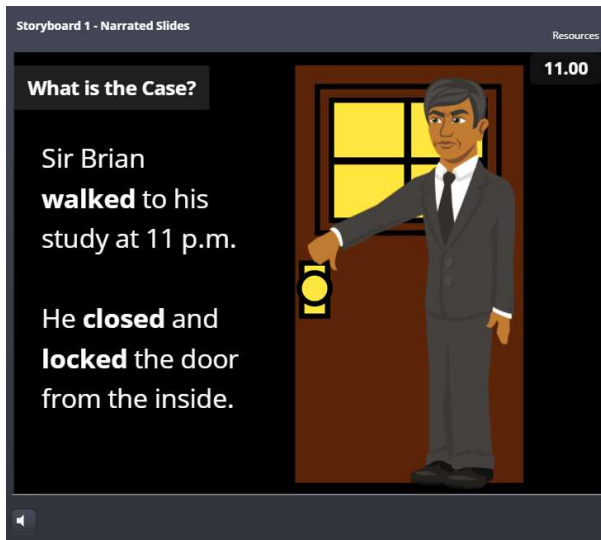 Storyboard 1 - Narrated Slides
Resources
11.00
What is the Case?
Sir Brian
walked to his
study at 11 p.m.
He closed and
locked the door
from the inside.